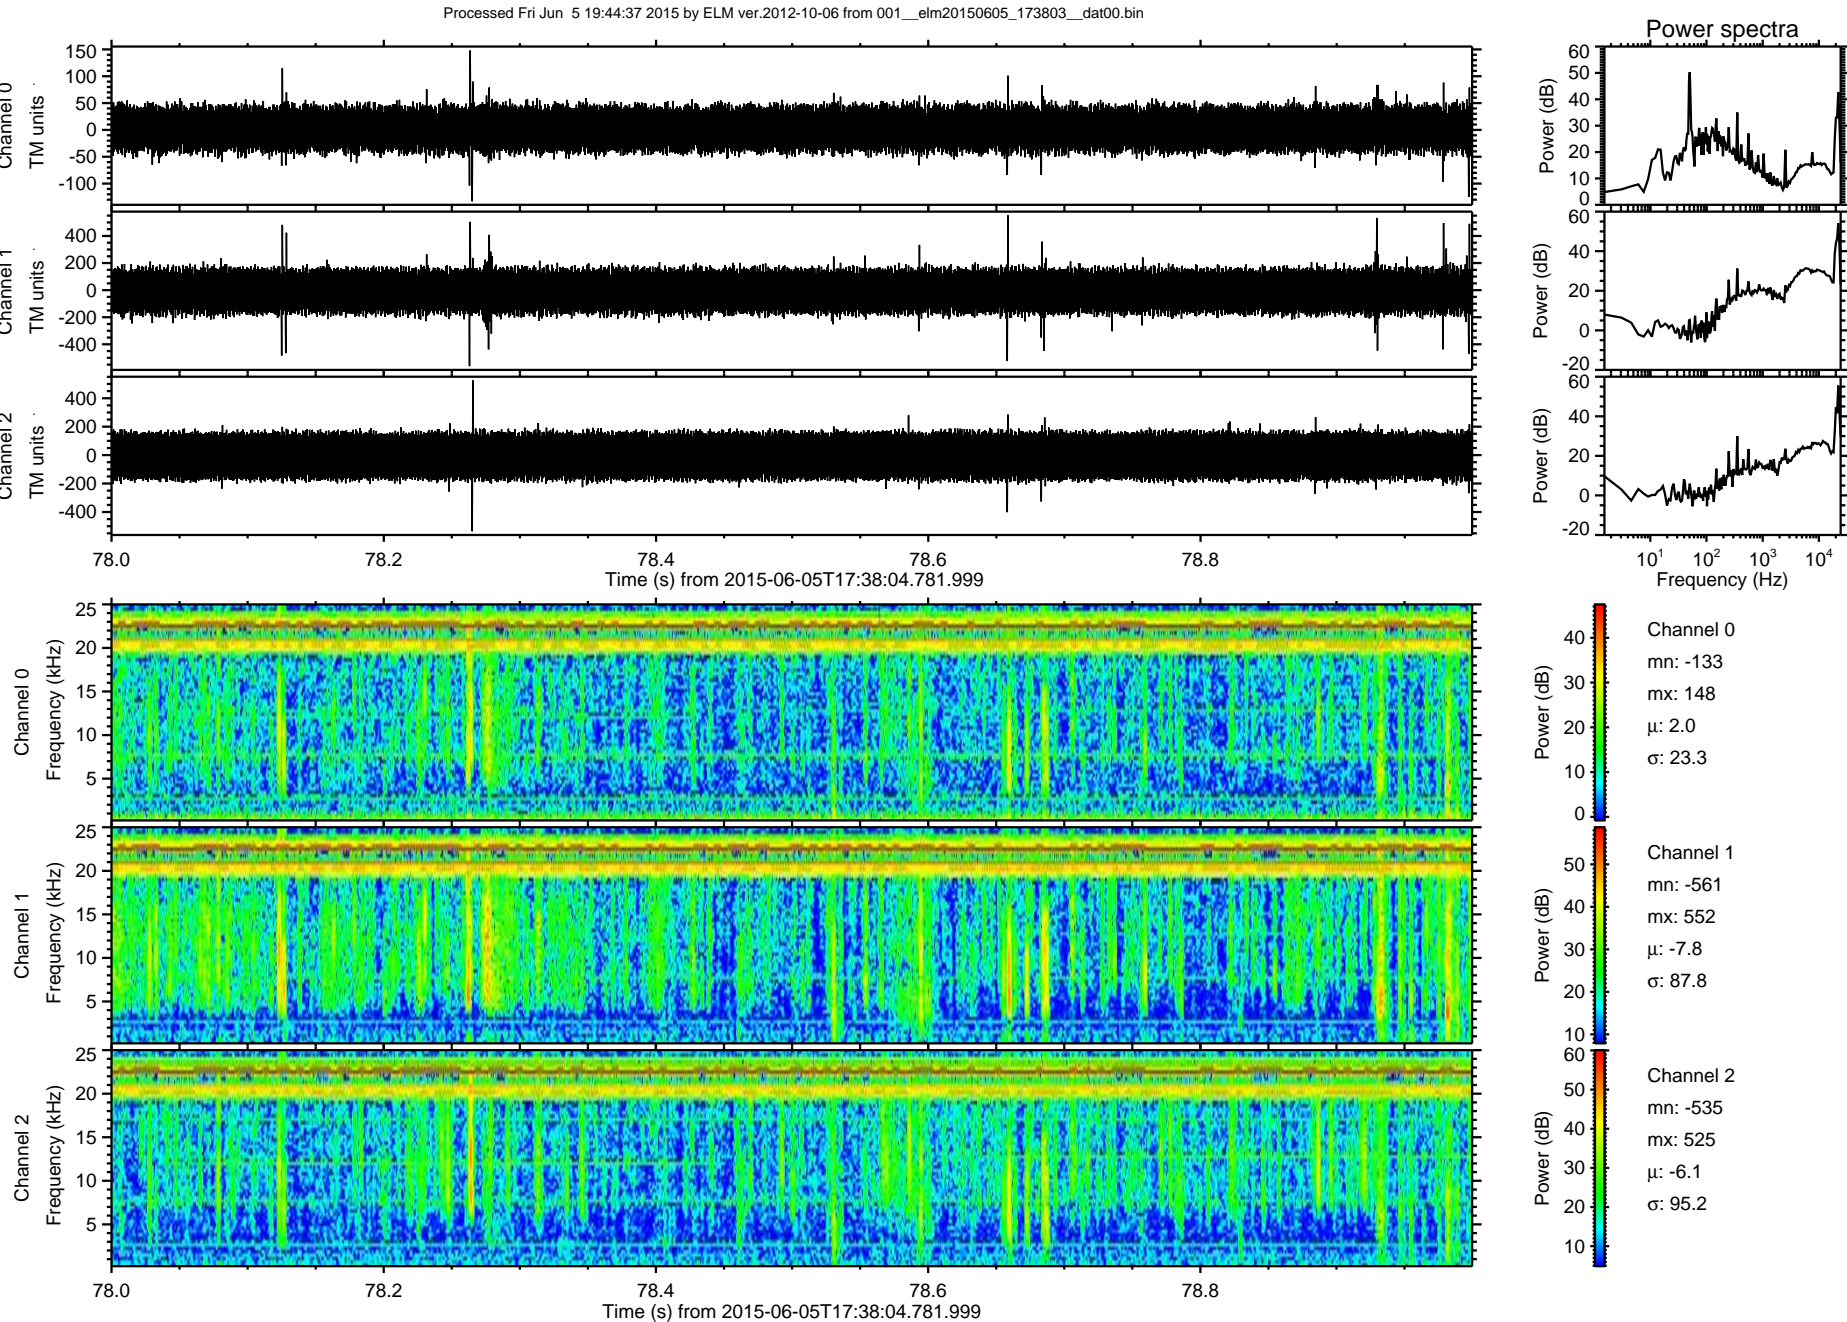 Processed Fri Jun 5 19:44:37 2015 by ELM ver.2012-10-06 from 001__elm20150605_173803__dat00.bin
Power spectra
Channel 0
TM units
150
100
50
0
-50
-100
Power (dB)
60
50
40
30
20
10
0
Channel 1
TM units
400
200
0
-200
-400
Power (dB)
60
40
20
0
-20
Channel 2
TM units
400
200
0
-200
-400
Power (dB)
60
40
20
0
-20
78.0 78.2 78.4 78.6 78.8
Time (s) from 2015-06-05T17:38:04.781.999
10¹ 10² 10³ 10⁴
Frequency (Hz)
Channel 0
Frequency (kHz)
25
20
15
10
5
Power (dB)
40
30
20
10
0
Channel 0
mn: -133
mx: 148
μ: 2.0
σ: 23.3
Channel 1
Frequency (kHz)
25
20
15
10
5
Power (dB)
50
40
30
20
10
Channel 1
mn: -561
mx: 552
μ: -7.8
σ: 87.8
Channel 2
Frequency (kHz)
25
20
15
10
5
Power (dB)
60
50
40
30
20
10
Channel 2
mn: -535
mx: 525
μ: -6.1
σ: 95.2
78.0 78.2 78.4 78.6 78.8
Time (s) from 2015-06-05T17:38:04.781.999